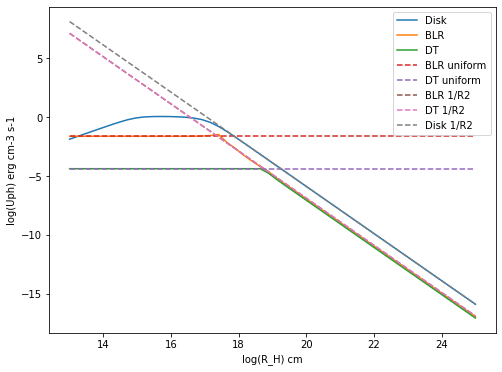 Disk
BLR
DT
BLR uniform
DT uniform
BLR 1/R2
DT 1/R2
Disk 1/R2
log(Uph) erg cm-3 s-1
5
0
−5
−10
−15
14
16
18
20
22
24
log(R_H) cm